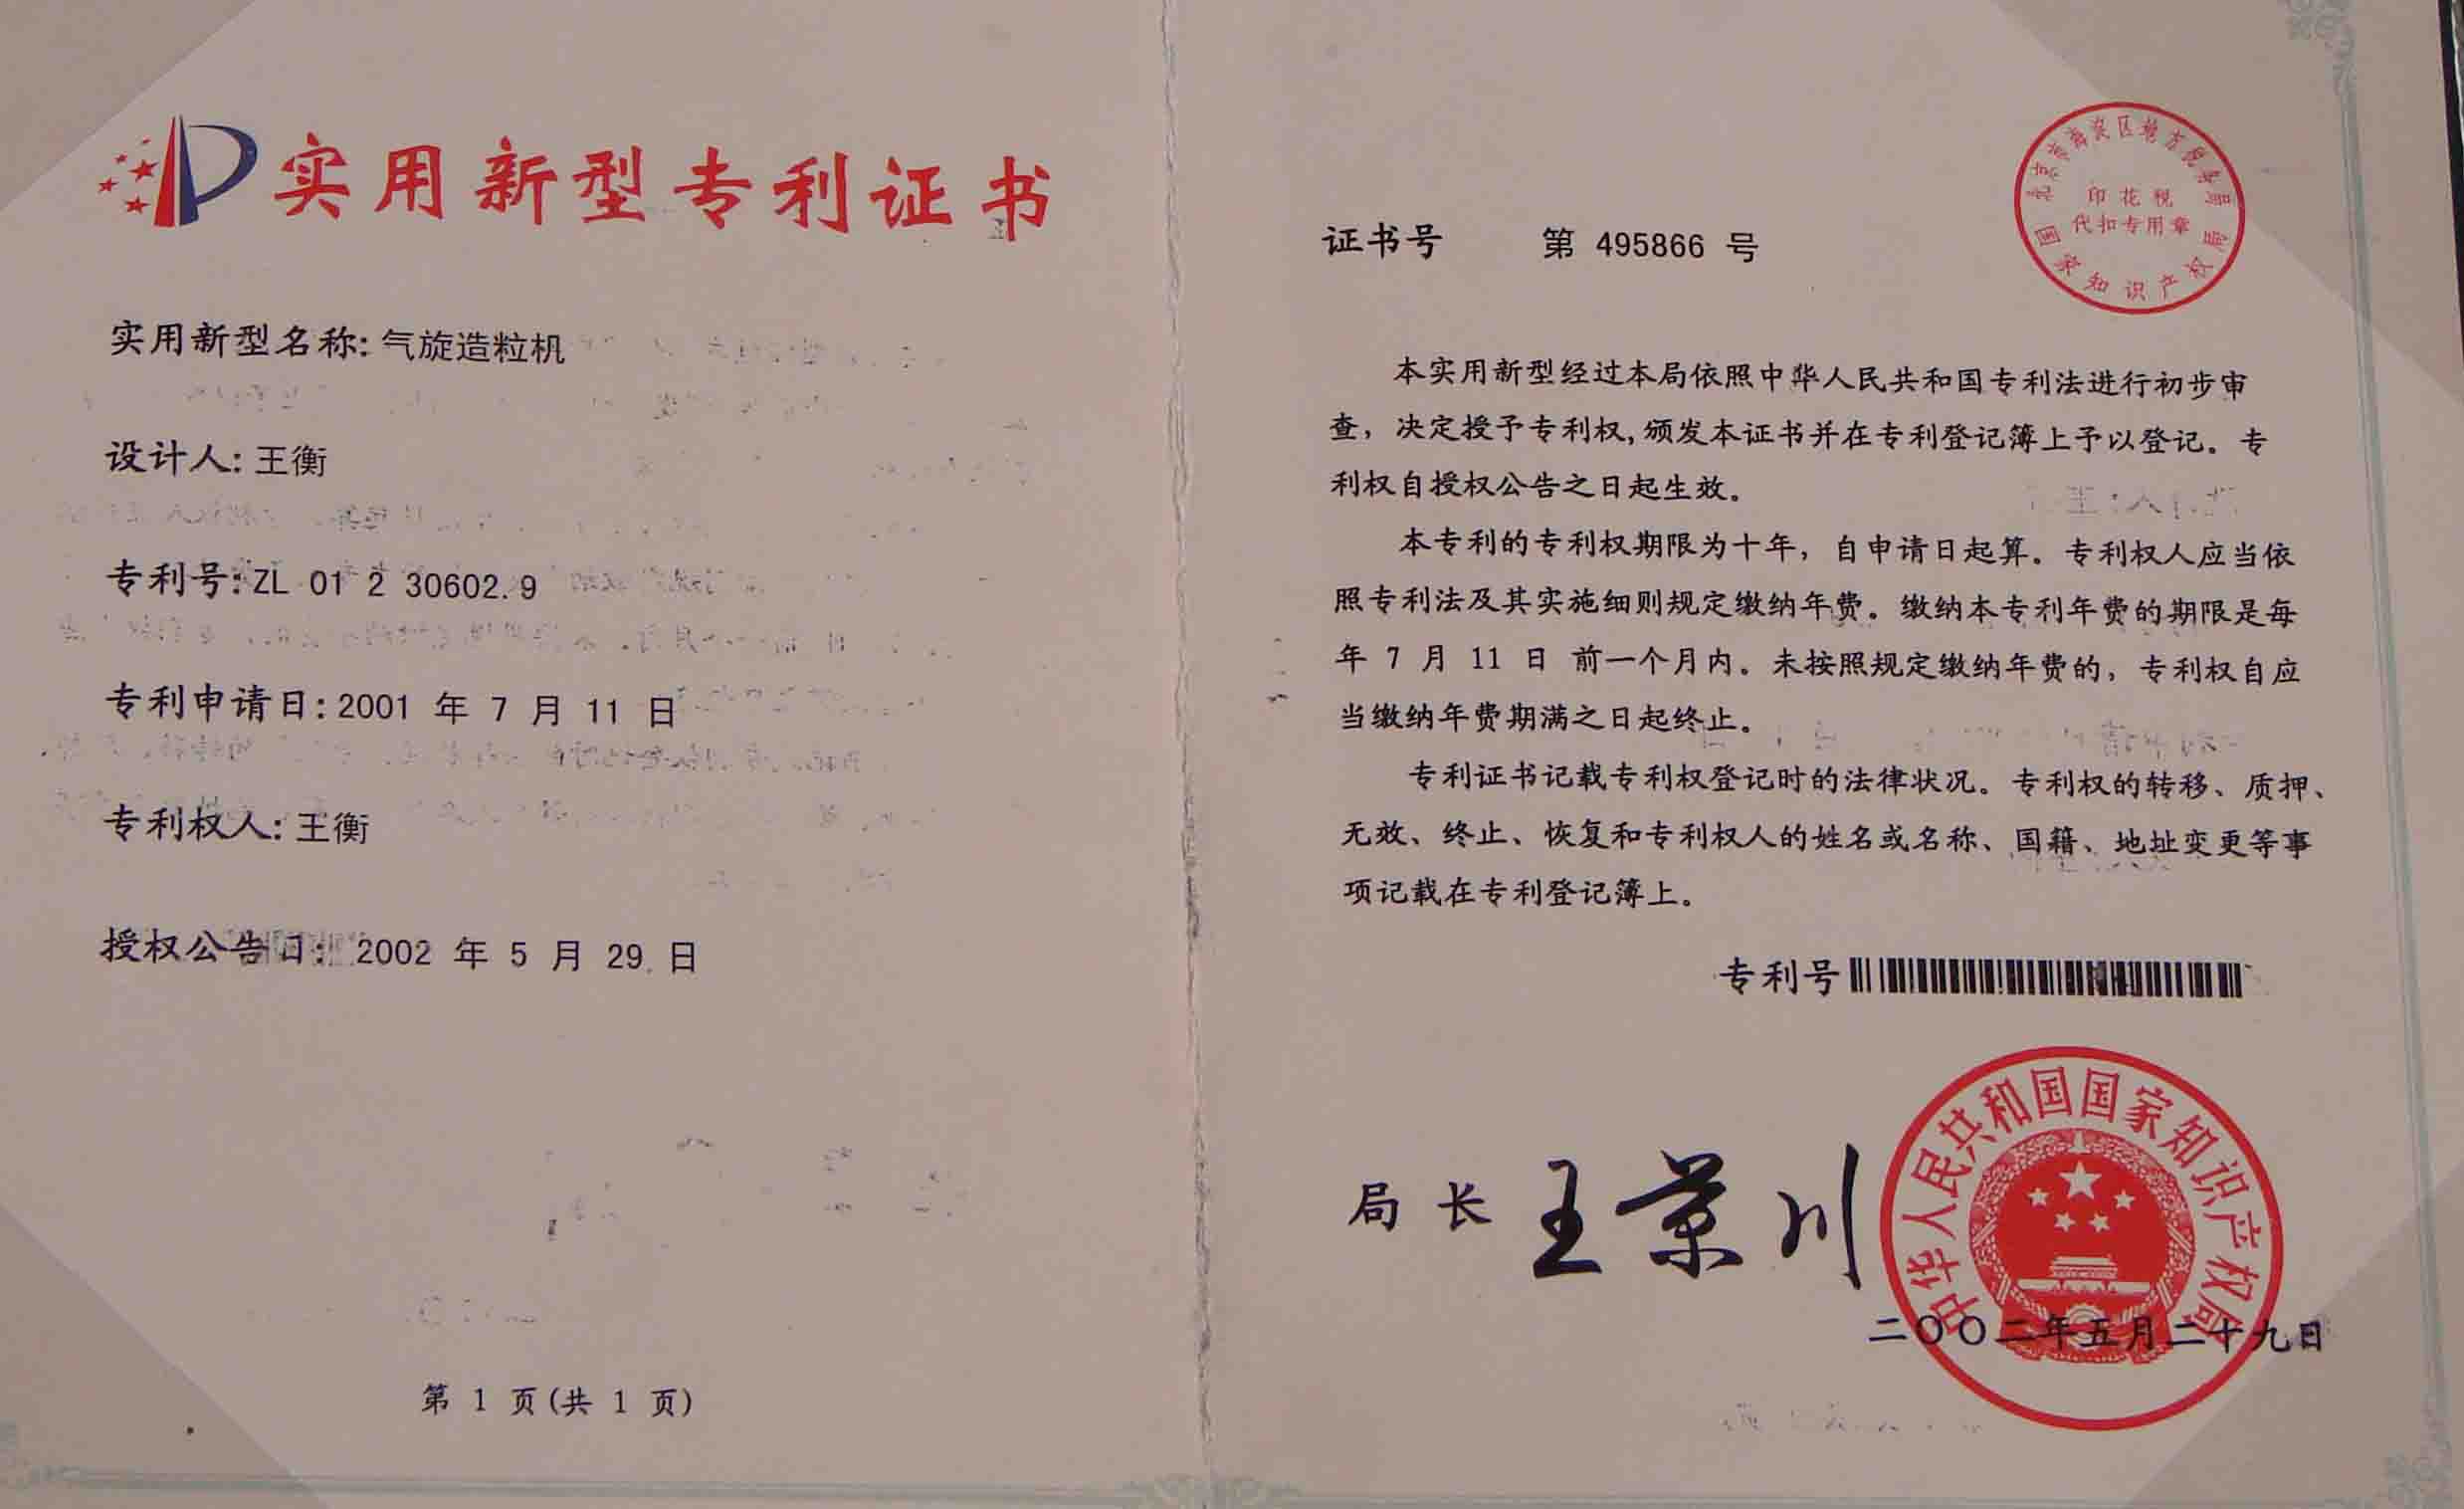 实用新型专利证书
实用新型名称: 气旋造粒机
设计人: 王衡
专利号: ZL 01 2 30602.9
专利申请日: 2001 年 7 月 11 日
专利权人: 王衡
授权公告日: 2002 年 5 月 29 日
第 1 页(共 1 页)
证书号 第 495866 号
北京市海淀区地方税务局
印花税
代扣专用章
国家知识产权局
本实用新型经过本局依照中华人民共和国专利法进行初步审
查，决定授予专利权,颁发本证书并在专利登记簿上予以登记。专
利权自授权公告之日起生效。
本专利的专利权期限为十年，自申请日起算。专利权人应当依
照专利法及其实施细则规定缴纳年费。缴纳本专利年费的期限是每
年 7 月 11 日 前一个月内。未按照规定缴纳年费的，专利权自应
当缴纳年费期满之日起终止。
专利证书记载专利权登记时的法律状况。专利权的转移、质押、
无效、终止、恢复和专利权人的姓名或名称、国籍、地址变更等事
项记载在专利登记簿上。
专利号
局长 王景川
中华人民共和国国家知识产权局
二〇〇二年五月二十九日